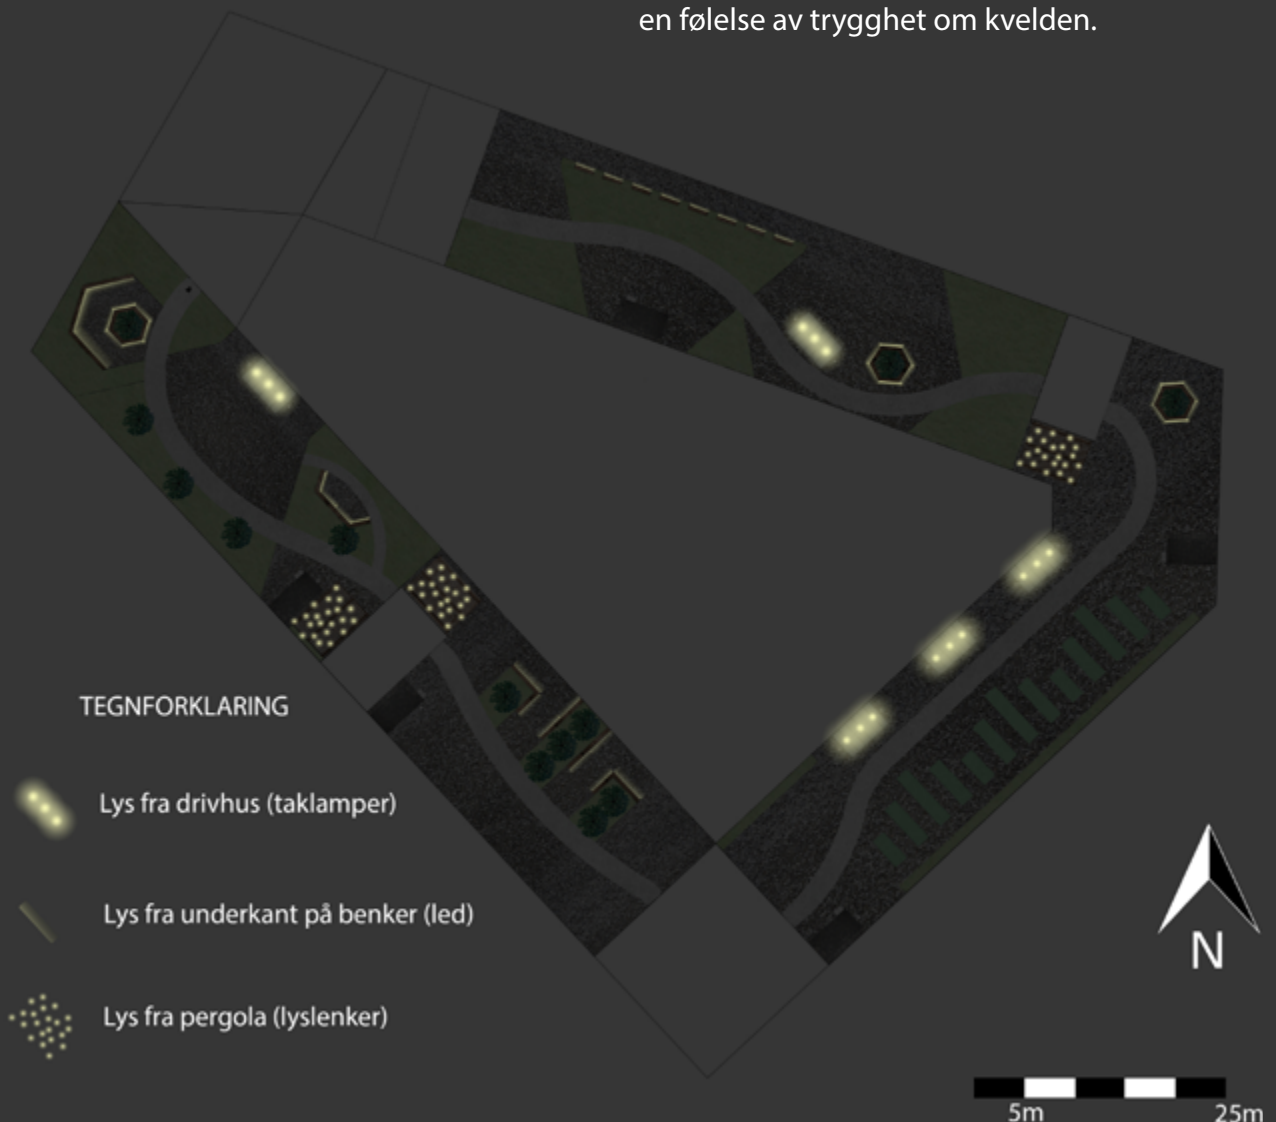 en følelse av trygghet om kvelden.
TEGNFORKLARING
Lys fra drivhus (taklamper)
Lys fra underkant på benker (led)
Lys fra pergola (lyslenker)
N
5m 25m